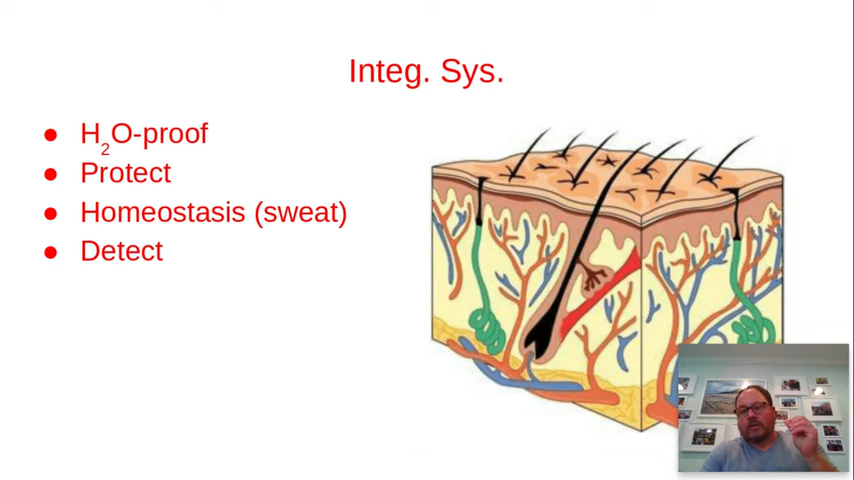 Integ. Sys.
● H₂O-proof
● Protect
● Homeostasis (sweat)
● Detect